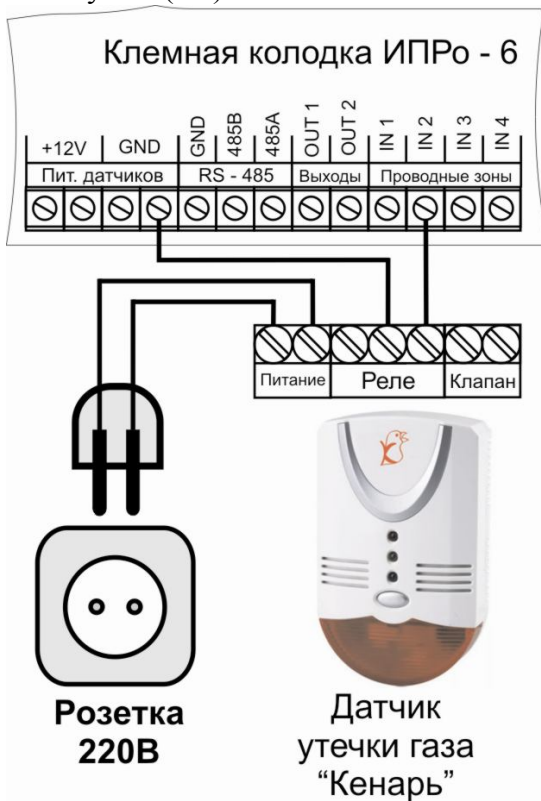 Клемная колодка ИПРо - 6
+12V GND GND 485B 485A OUT 1 OUT 2 IN 1 IN 2 IN 3 IN 4
Пит. датчиков RS - 485 Выходы Проводные зоны
Питание Реле Клапан
Розетка
220В
Датчик
утечки газа
“Кенарь”